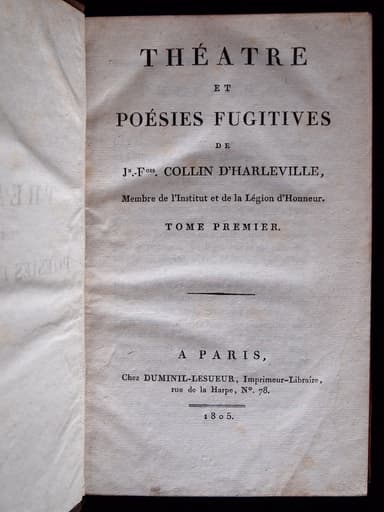 THÉATRE
ET
POÉSIES FUGITIVES
DE
Jn.-Fois. COLLIN D'HARLEVILLE,
Membre de l'Institut et de la Légion d'Honneur.
TOME PREMIER.
A PARIS,
Chez DUMINIL-LESUEUR, Imprimeur-Libraire,
rue de la Harpe, No. 78.
1805.